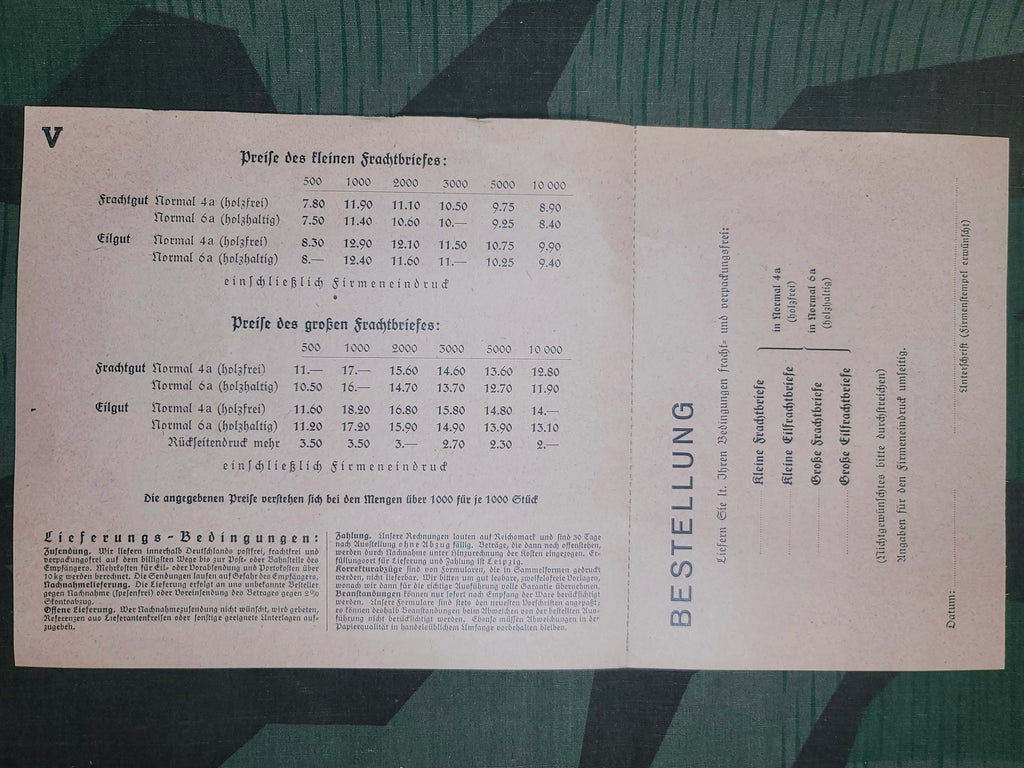 V
Preise des kleinen Frachtbriefes:
500 1000 2000 3000 5000 10 000
Frachtgut Normal 4a (holzfrei) 7.80 11.90 11.10 10.50 9.75 8.90
Normal 6a (holzhaltig) 7.50 11.40 10.60 10.— 9.25 8.40
Eilgut Normal 4a (holzfrei) 8.30 12.90 12.10 11.50 10.75 9.90
Normal 6a (holzhaltig) 8.— 12.40 11.60 11.— 10.25 9.40
einschließlich Firmeneindruck
Preise des großen Frachtbriefes:
500 1000 2000 3000 5000 10 000
Frachtgut Normal 4a (holzfrei) 11.— 17.— 15.60 14.60 13.60 12.80
Normal 6a (holzhaltig) 10.50 16.— 14.70 13.70 12.70 11.90
Eilgut Normal 4a (holzfrei) 11.60 18.20 16.80 15.80 14.80 14.—
Normal 6a (holzhaltig) 11.20 17.20 15.90 14.90 13.90 13.10
Rückseitendruck mehr 3.50 3.50 3.— 2.70 2.30 2.—
einschließlich Firmeneindruck
Die angegebenen Preise verstehen sich bei den Mengen über 1000 für je 1000 Stück
Lieferungs-Bedingungen:
Zusendung. Wir liefern innerhalb Deutschlands postfrei, frachtfrei und
verpackungsfrei auf dem billigsten Wege bis zur Post- oder Bahnstelle des
Empfängers. Mehrkosten für Eil- oder Vorabsendung und Portokosten über
10 kg werden berechnet. Die Sendungen laufen auf Gefahr des Empfängers.
Nachnahmelieferung. Die Lieferung erfolgt an uns unbekannte Besteller
gegen Nachnahme (spesenfrei) oder Voreinsendung des Betrages gegen 2%
Skontoabzug.
Offene Lieferung. Wer Nachnahmezusendung nicht wünscht, wird gebeten,
Referenzen aus Lieferantenkreisen oder sonstige geeignete Unterlagen auf-
zugeben.
Zahlung. Unsere Rechnungen lauten auf Reichsmark und sind 30 Tage
nach Ausstellung ohne Abzug fällig. Beträge, die dann noch offenstehen,
werden durch Nachnahme unter Hinzurechnung der Kosten eingezogen. Er-
füllungsort für Lieferung und Zahlung ist Leipzig.
Korrekturabzüge sind von Formularen, die in Sammelformen gedruckt
werden, nicht lieferbar. Wir bitten um gut lesbare, zweifelsfreie Vorlagen,
wonach wir dann für die richtige Ausführung volle Garantie übernehmen.
Beanstandungen können nur sofort nach Empfang der Ware berücksichtigt
werden. Unsere Formulare sind stets den neuesten Vorschriften angepaßt;
es können deshalb Beanstandungen beim Abweichen von der bestellten Aus-
führung nicht berücksichtigt werden. Ebenso müssen Abweichungen in der
Papierqualität in handelsüblichem Umfange vorbehalten bleiben.
BESTELLUNG
Liefern Sie lt. Ihren Bedingungen fracht- und verpackungsfrei:
Kleine Frachtbriefe
Kleine Eilfrachtbriefe
in Normal 4a
(holzfrei)
Große Frachtbriefe
Große Eilfrachtbriefe
in Normal 6a
(holzhaltig)
(Nichtgewünschtes bitte durchstreichen)
Angaben für den Firmeneindruck umseitig.
Datum:
Unterschrift (Firmenstempel erwünscht)